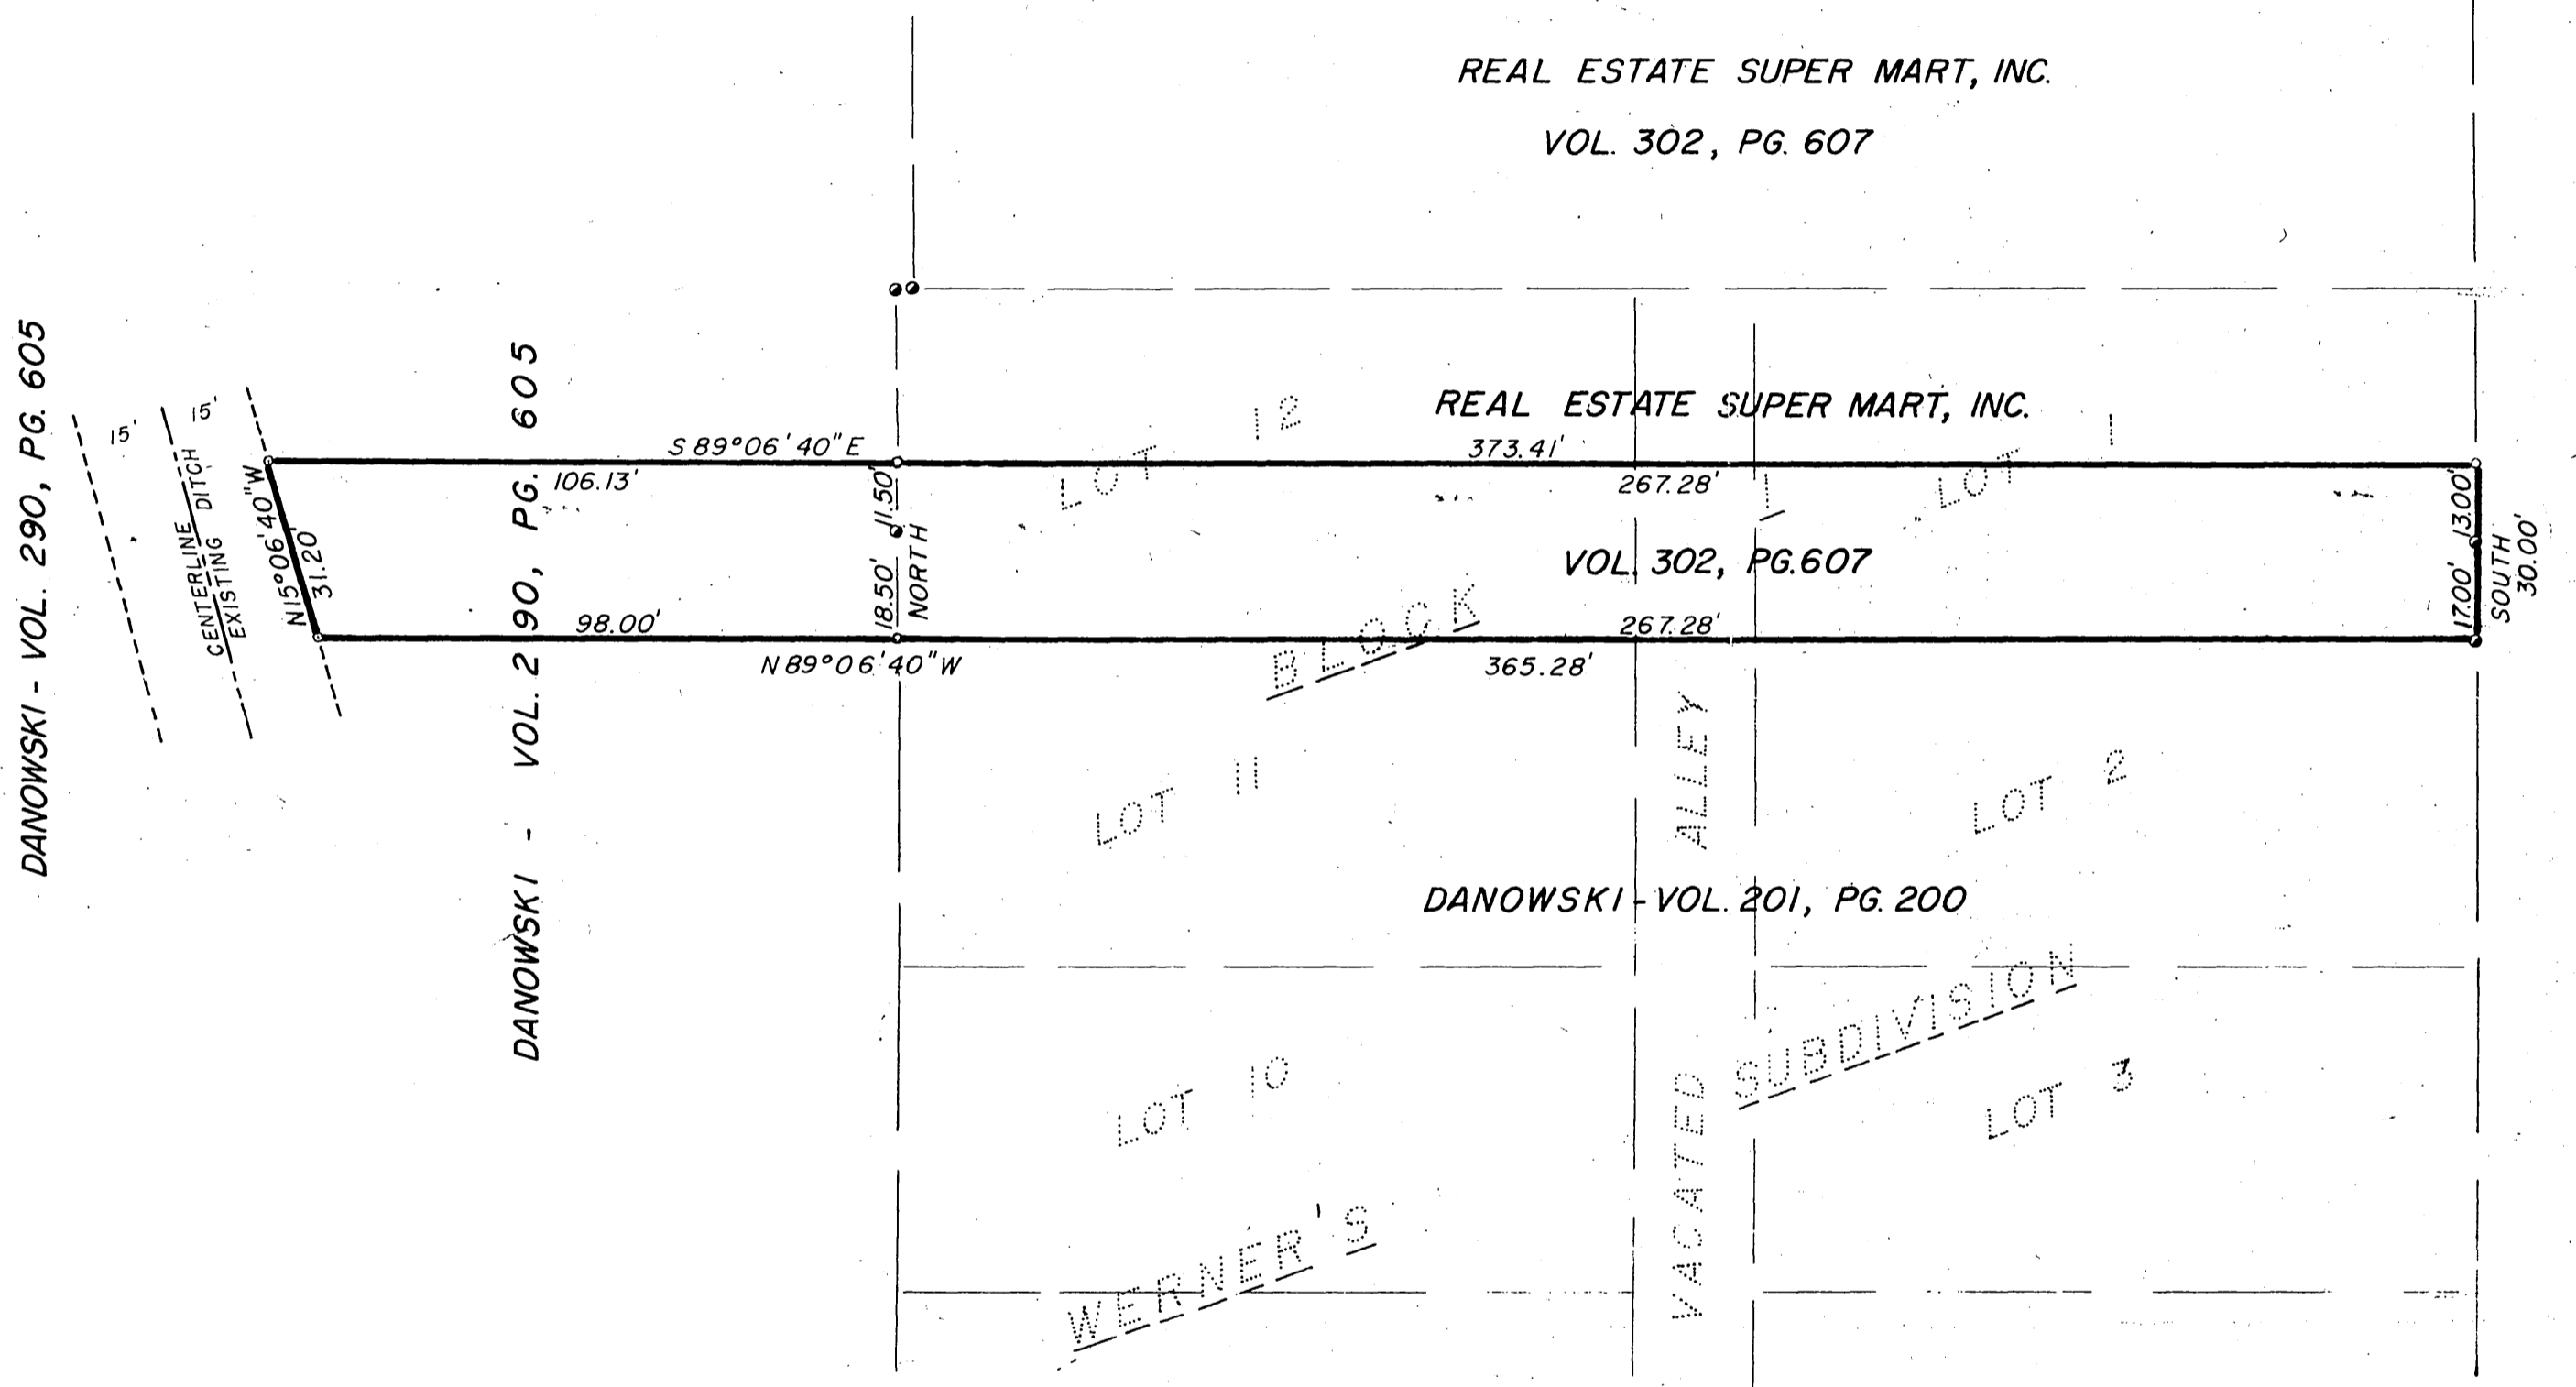 REAL ESTATE SUPER MART, INC.
VOL. 302, PG. 607
DANOWSKI - VOL. 290, PG. 605
15'
15'
CENTERLINE
EXISTING DITCH
N15°06'40"W
31.20'
DANOWSKI - VOL. 290, PG. 605
S 89°06'40"E
106.13'
98.00'
N 89°06'40"W
11.50'
18.50'
NORTH
LOT 12
REAL ESTATE SUPER MART, INC.
373.41'
267.28'
LOT 1
VOL. 302, PG. 607
13.00'
17.00'
SOUTH
30.00'
BLOCK 1
267.28'
365.28'
LOT 11
LOT 2
DANOWSKI - VOL. 201, PG. 200
VACATED ALLEY
LOT 10
LOT 3
WERNER'S SUBDIVISION